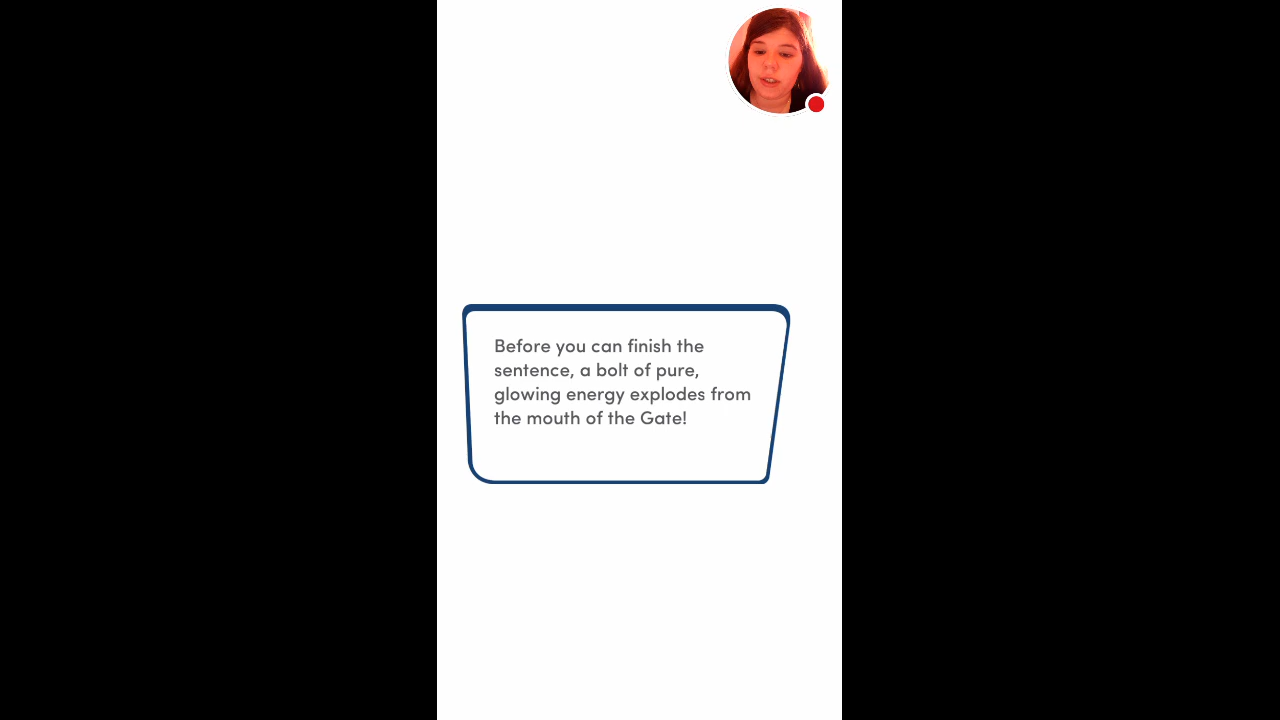 Before you can finish the
sentence, a bolt of pure,
glowing energy explodes from
the mouth of the Gate!